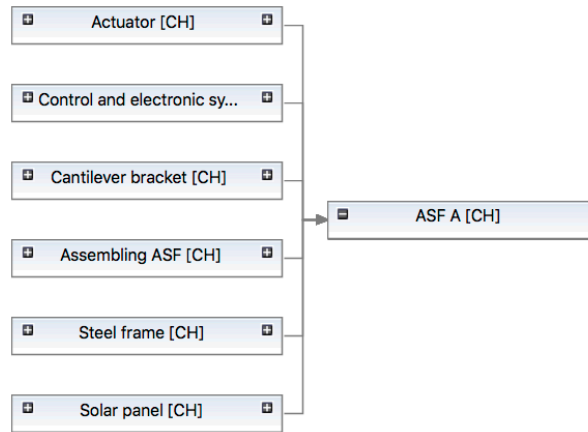 Actuator [CH]
Control and electronic sy...
Cantilever bracket [CH]
ASF A [CH]
Assembling ASF [CH]
Steel frame [CH]
Solar panel [CH]